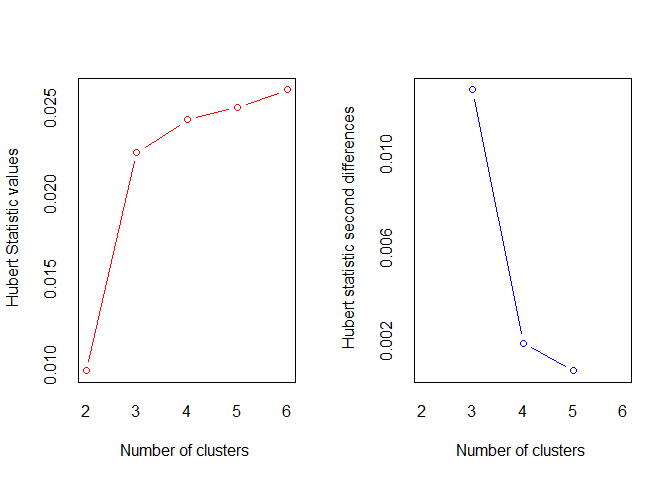 Hubert Statistic values
0.025
0.020
0.015
0.010
2 3 4 5 6
Number of clusters
Hubert statistic second differences
0.010
0.006
0.002
2 3 4 5 6
Number of clusters